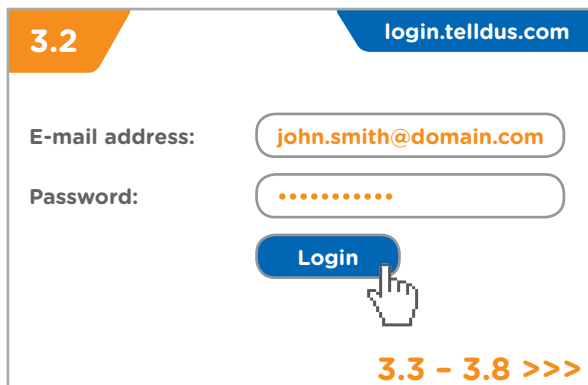 3.2
login.telldus.com
E-mail address: john.smith@domain.com
Password: •••••••••••
Login
3.3 – 3.8 >>>